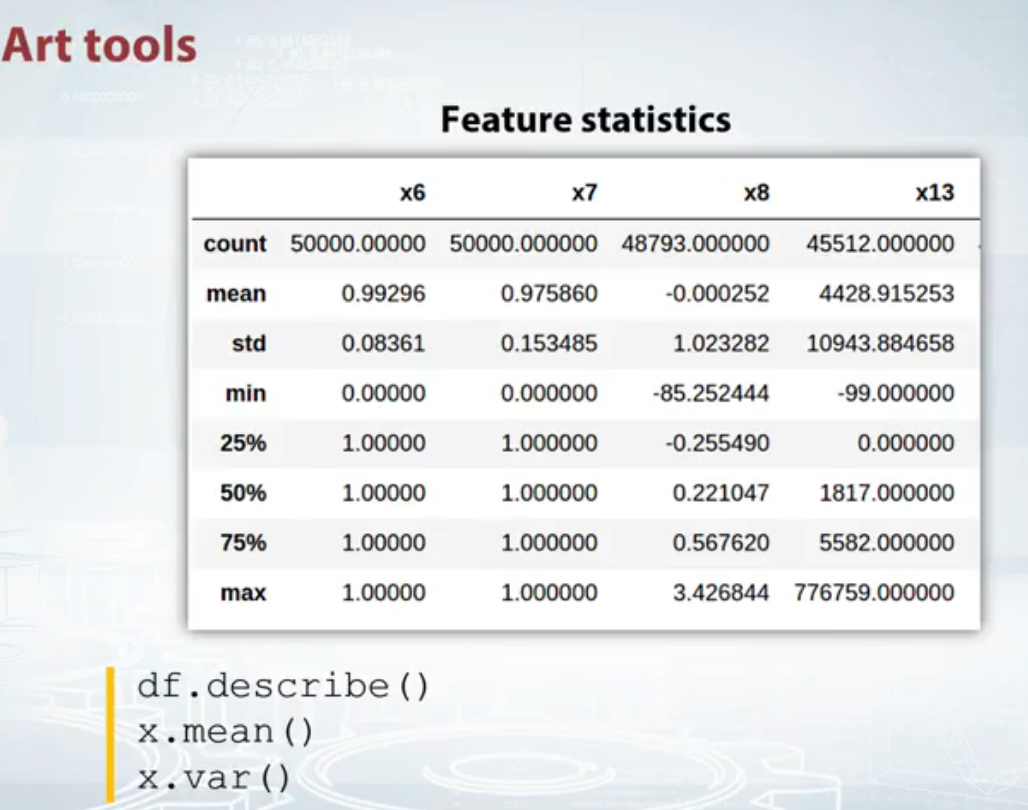 Art tools
Feature statistics
x6 x7 x8 x13
count 50000.00000 50000.000000 48793.000000 45512.000000
mean 0.99296 0.975860 -0.000252 4428.915253
std 0.08361 0.153485 1.023282 10943.884658
min 0.00000 0.000000 -85.252444 -99.000000
25% 1.00000 1.000000 -0.255490 0.000000
50% 1.00000 1.000000 0.221047 1817.000000
75% 1.00000 1.000000 0.567620 5582.000000
max 1.00000 1.000000 3.426844 776759.000000
df.describe()
x.mean()
x.var()